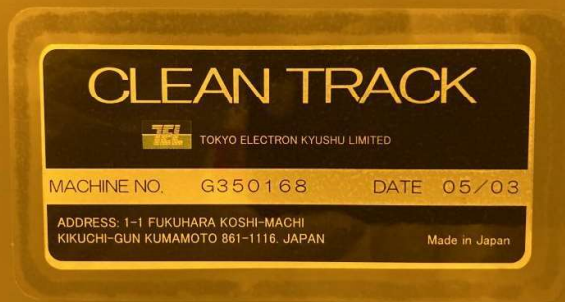 CLEAN TRACK
TEL TOKYO ELECTRON KYUSHU LIMITED
MACHINE NO. G350168 DATE 05/03
ADDRESS: 1-1 FUKUHARA KOSHI-MACHI
KIKUCHI-GUN KUMAMOTO 861-1116. JAPAN Made in Japan